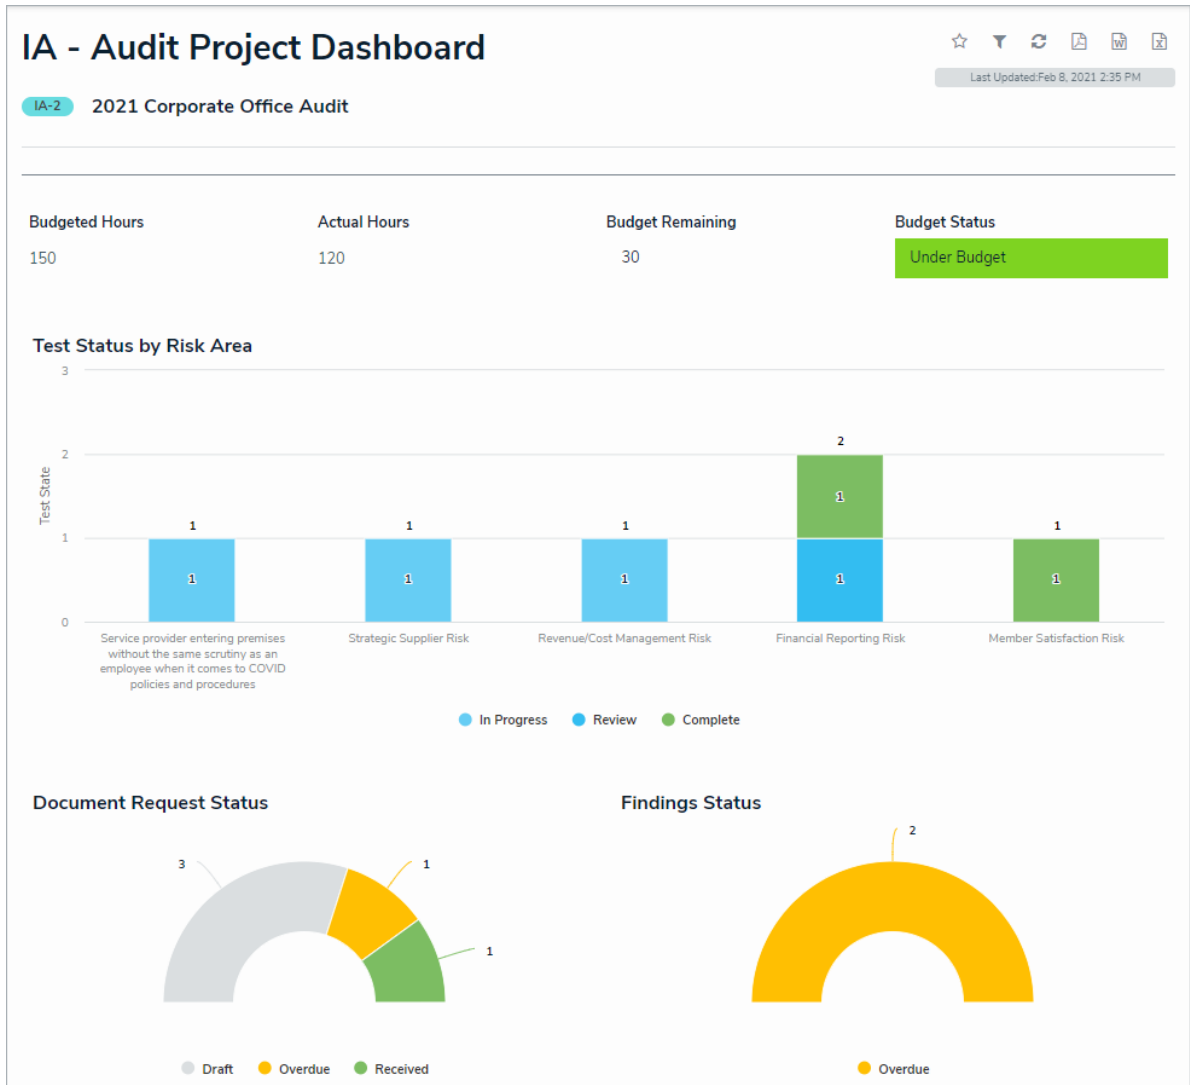 IA - Audit Project Dashboard
Last Updated:Feb 8, 2021 2:35 PM
IA-2 2021 Corporate Office Audit
Budgeted Hours Actual Hours Budget Remaining Budget Status
150 120 30 Under Budget
Test Status by Risk Area
3
2
2
Test State
1
1 1 1 1
1
1 1 1 1 1
0
Service provider entering premises
without the same scrutiny as an
employee when it comes to COVID
policies and procedures
Strategic Supplier Risk
Revenue/Cost Management Risk
Financial Reporting Risk
Member Satisfaction Risk
In Progress Review Complete
Document Request Status
3
1
1
Draft Overdue Received
Findings Status
2
Overdue